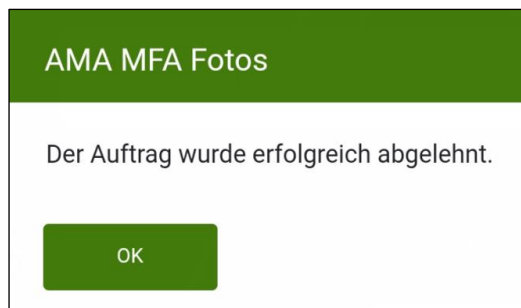 AMA MFA Fotos
Der Auftrag wurde erfolgreich abgelehnt.
OK